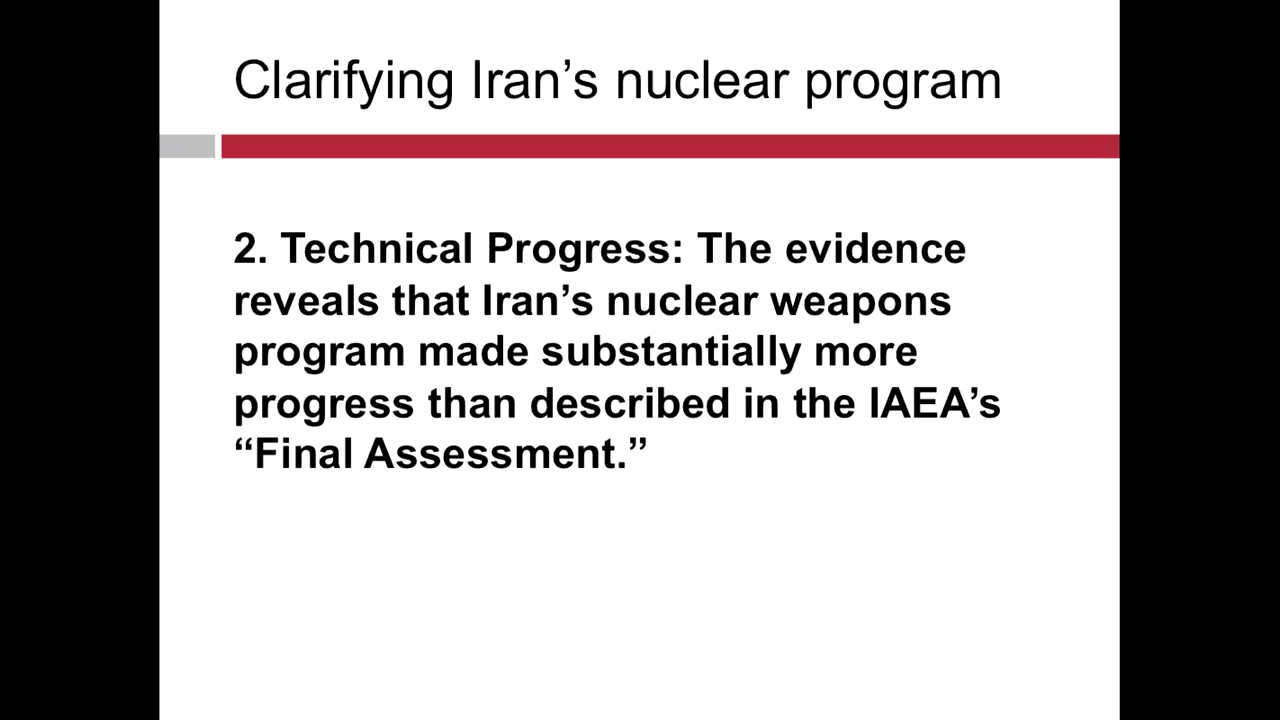 Clarifying Iran’s nuclear program
2. Technical Progress: The evidence
reveals that Iran’s nuclear weapons
program made substantially more
progress than described in the IAEA’s
“Final Assessment.”